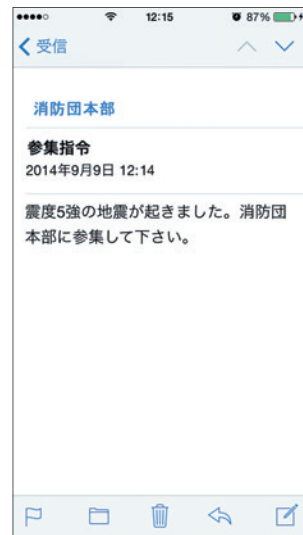 12:15 87%
受信
消防団本部
参集指令
2014年9月9日 12:14
震度5強の地震が起きました。消防団
本部に参集して下さい。